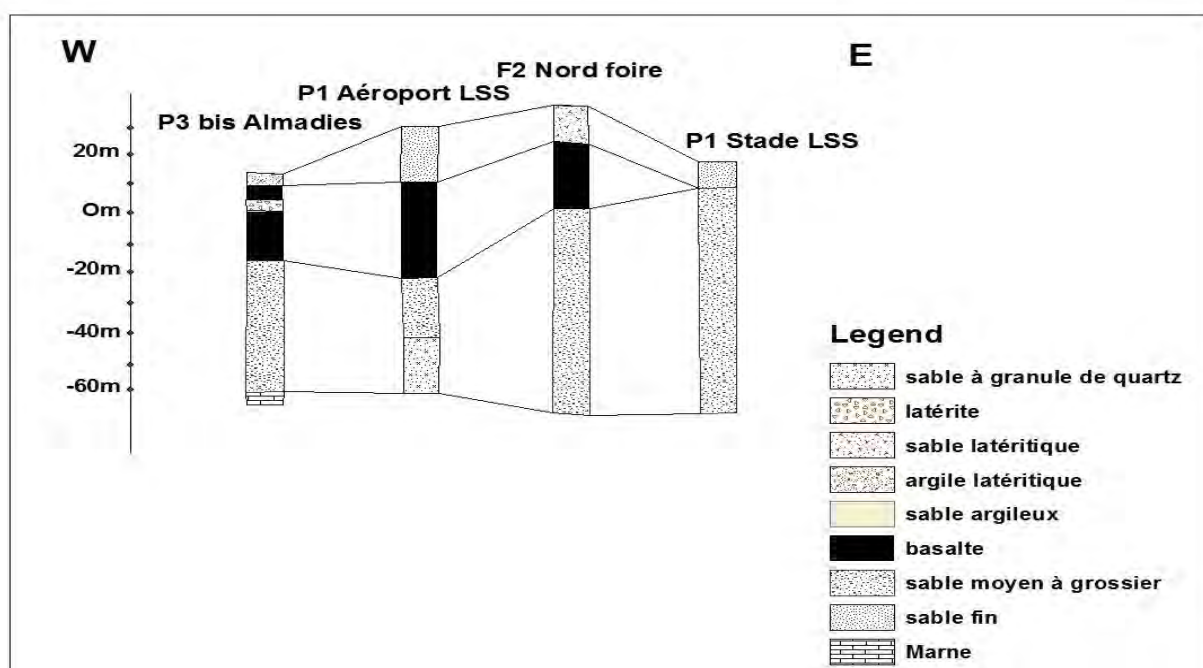 W
E
F2 Nord foire
P1 Aéroport LSS
P3 bis Almadies
P1 Stade LSS
20m
Om
-20m
-40m
-60m
Legend
sable à granule de quartz
latérite
sable latéritique
argile latéritique
sable argileux
basalte
sable moyen à grossier
sable fin
Marne